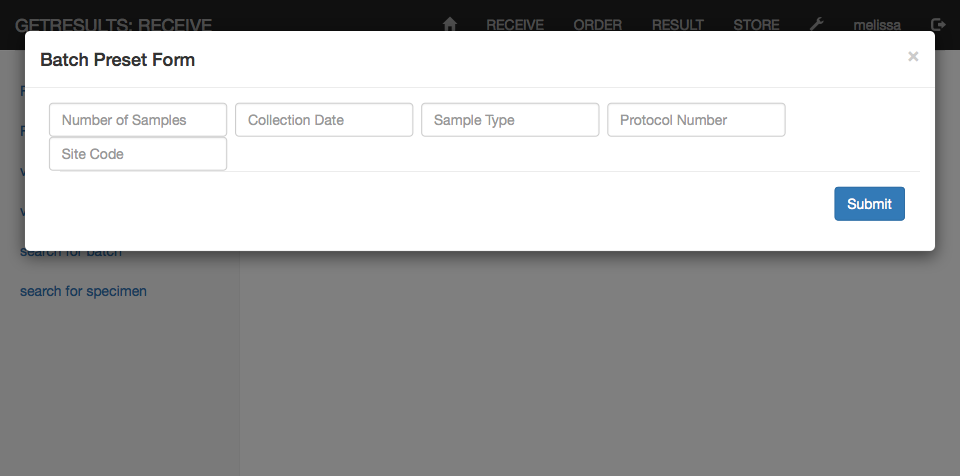 GETRESULTS: RECEIVE RECEIVE ORDER RESULT STORE melissa
Batch Preset Form ×
Number of Samples Collection Date Sample Type Protocol Number
Site Code
Submit
search for batch
search for specimen